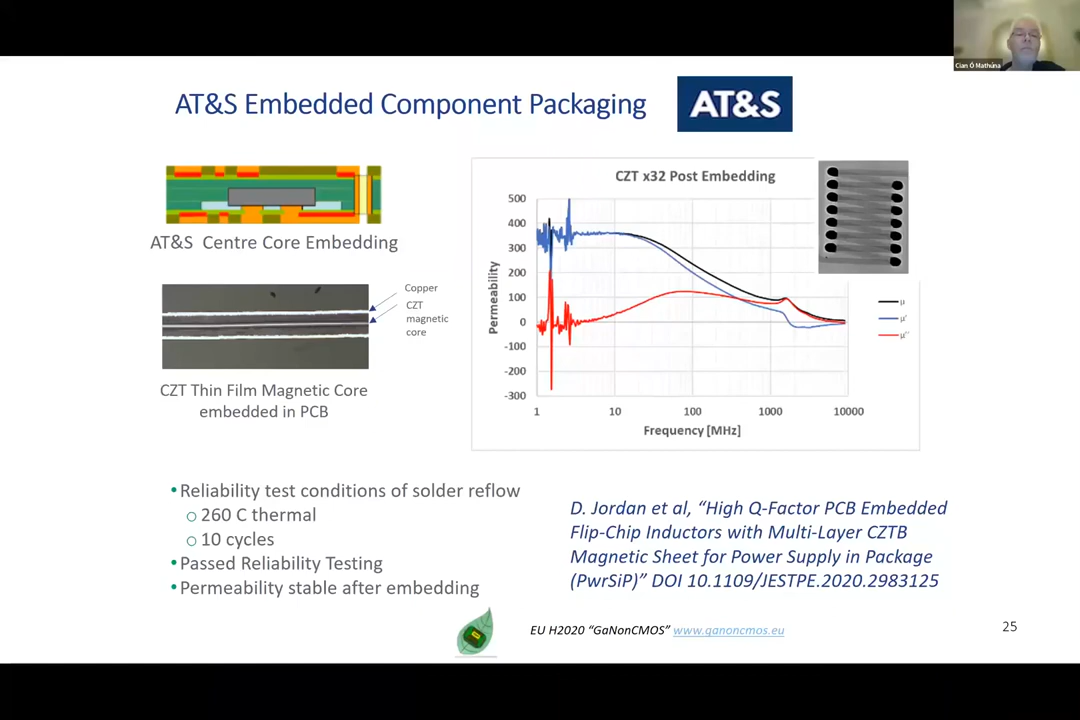 Cian Ó Mathúna
AT&S Embedded Component Packaging
AT&S
AT&S Centre Core Embedding
Copper
CZT
magnetic
core
CZT Thin Film Magnetic Core
embedded in PCB
CZT x32 Post Embedding
Permeability
500
400
300
200
100
0
-100
-200
-300
1
10
100
1000
10000
Frequency [MHz]
μ
μ'
μ''
•Reliability test conditions of solder reflow
o 260 C thermal
o 10 cycles
•Passed Reliability Testing
•Permeability stable after embedding
D. Jordan et al, “High Q-Factor PCB Embedded
Flip-Chip Inductors with Multi-Layer CZTB
Magnetic Sheet for Power Supply in Package
(PwrSiP)” DOI 10.1109/JESTPE.2020.2983125
EU H2020 “GaNonCMOS” www.ganoncmos.eu
25